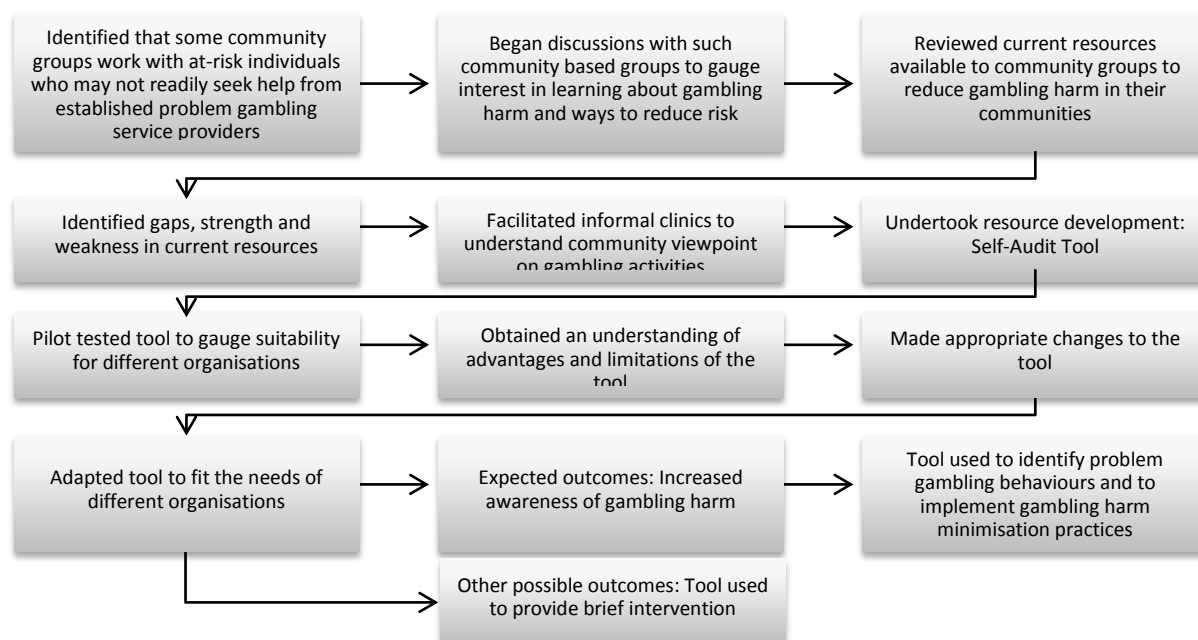 Identified that some community
groups work with at-risk individuals
who may not readily seek help from
established problem gambling
service providers
Began discussions with such
community based groups to gauge
interest in learning about gambling
harm and ways to reduce risk
Reviewed current resources
available to community groups to
reduce gambling harm in their
communities
Identified gaps, strength and
weakness in current resources
Facilitated informal clinics to
understand community viewpoint
on gambling activities
Undertook resource development:
Self-Audit Tool
Pilot tested tool to gauge suitability
for different organisations
Obtained an understanding of
advantages and limitations of the
tool
Made appropriate changes to the
tool
Adapted tool to fit the needs of
different organisations
Expected outcomes: Increased
awareness of gambling harm
Tool used to identify problem
gambling behaviours and to
implement gambling harm
minimisation practices
Other possible outcomes: Tool used
to provide brief intervention